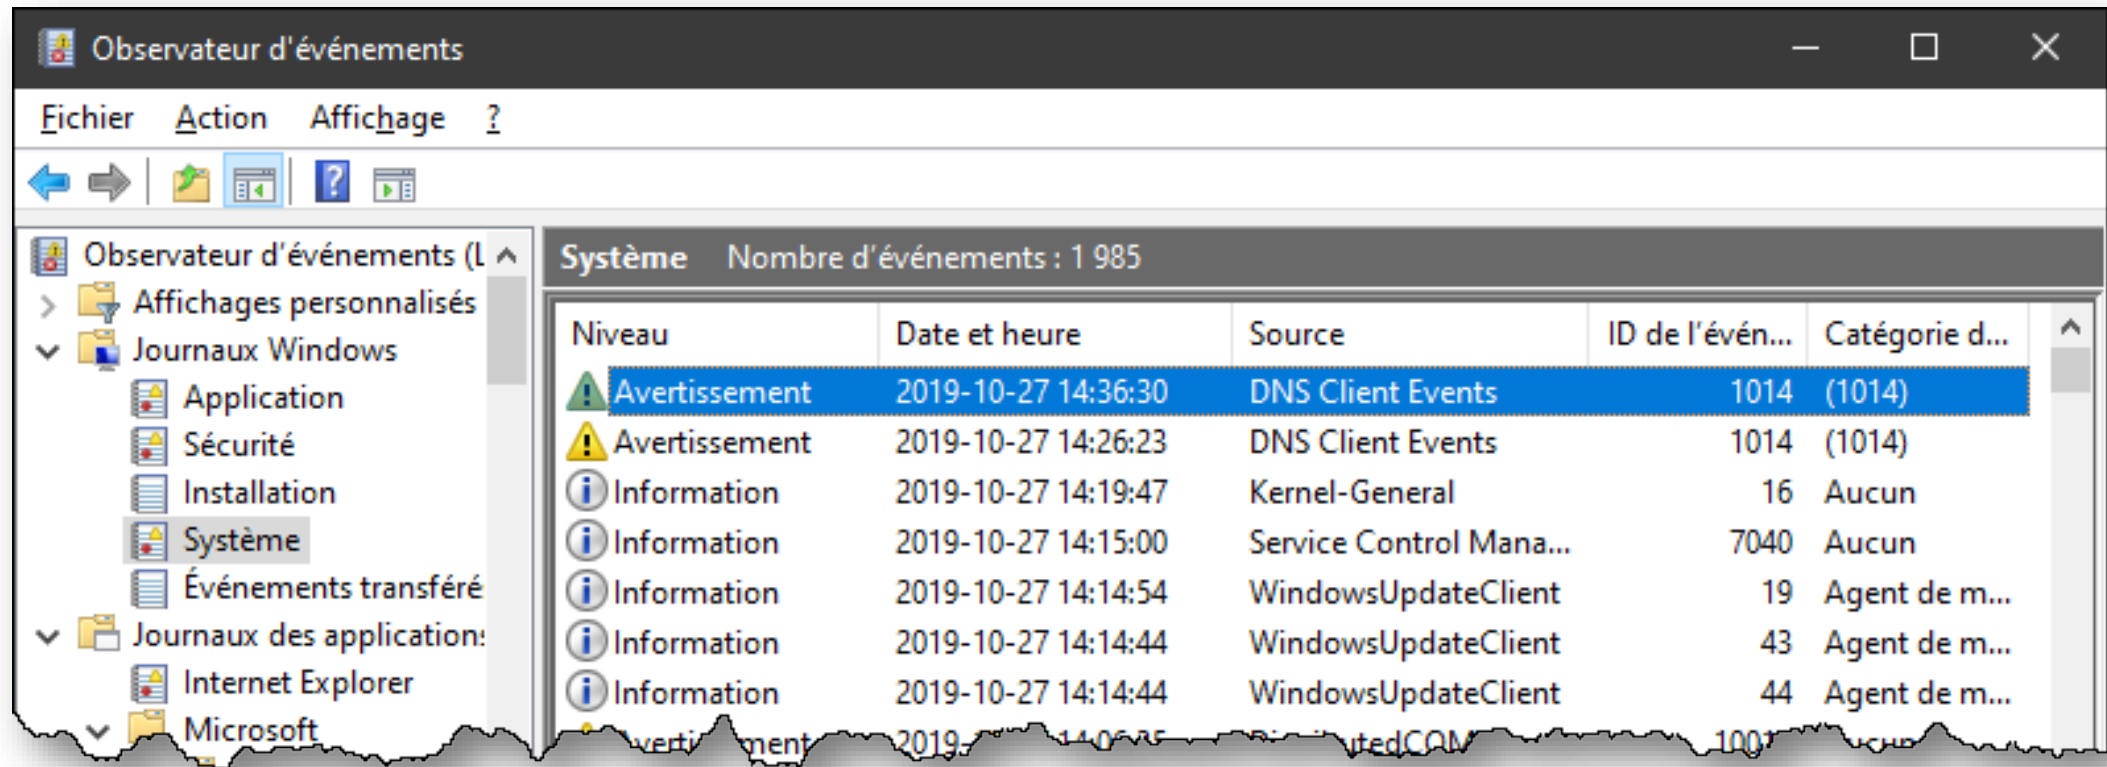 Observateur d'événements
Fichier Action Affichage ?
Observateur d'événements (L
Affichages personnalisés
Journaux Windows
Application
Sécurité
Installation
Système
Événements transféré
Journaux des applications
Internet Explorer
Microsoft
Système Nombre d'événements : 1 985
Niveau Date et heure Source ID de l'évén... Catégorie d...
Avertissement 2019-10-27 14:36:30 DNS Client Events 1014 (1014)
Avertissement 2019-10-27 14:26:23 DNS Client Events 1014 (1014)
Information 2019-10-27 14:19:47 Kernel-General 16 Aucun
Information 2019-10-27 14:15:00 Service Control Mana... 7040 Aucun
Information 2019-10-27 14:14:54 WindowsUpdateClient 19 Agent de m...
Information 2019-10-27 14:14:44 WindowsUpdateClient 43 Agent de m...
Information 2019-10-27 14:14:44 WindowsUpdateClient 44 Agent de m...